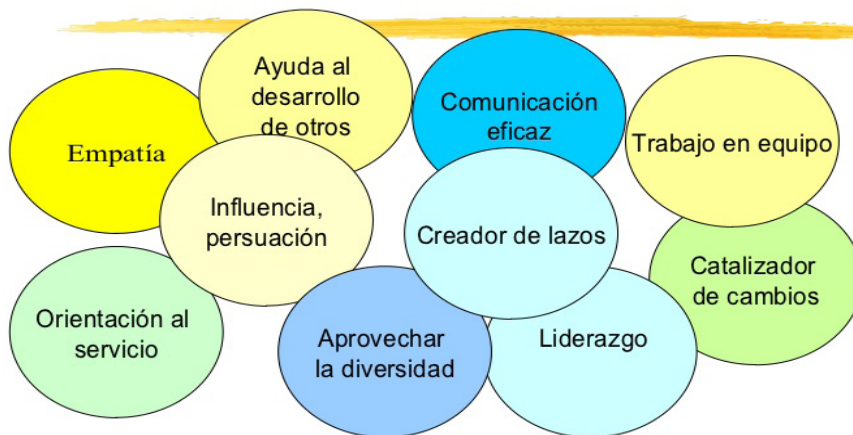 Empatía
Ayuda al
desarrollo
de otros
Comunicación
eficaz
Trabajo en equipo
Influencia,
persuación
Creador de lazos
Catalizador
de cambios
Orientación al
servicio
Aprovechar
la diversidad
Liderazgo